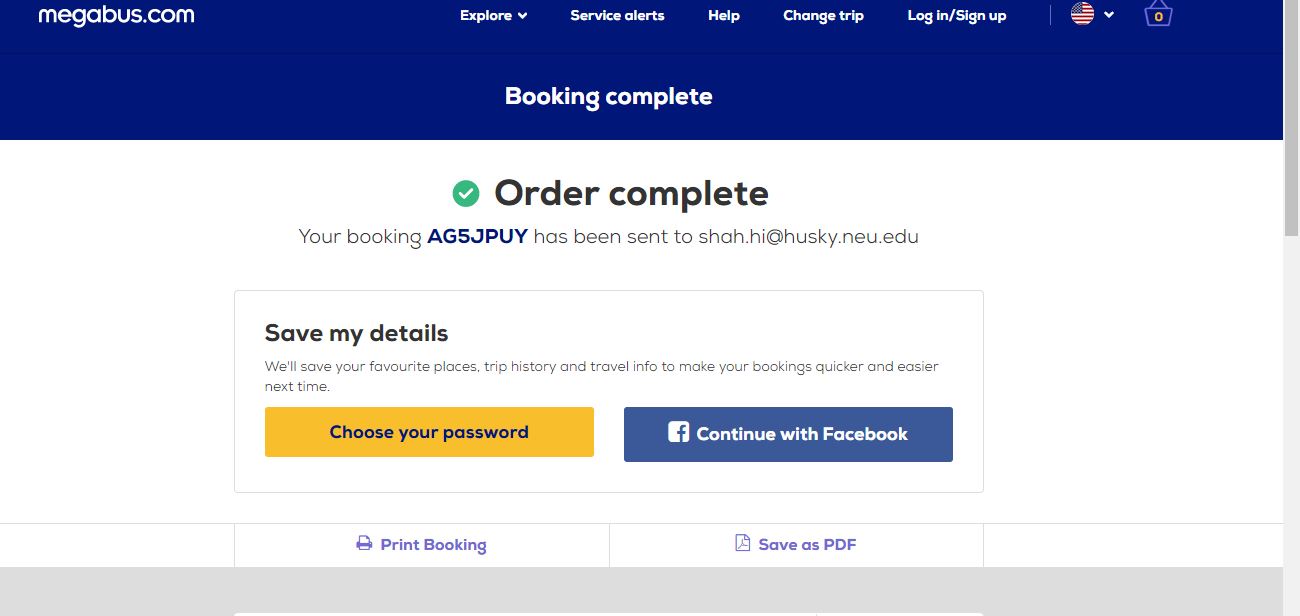 megabus.com
Explore
Service alerts
Help
Change trip
Log in/Sign up
0
Booking complete
Order complete
Your booking AG5JPUY has been sent to shah.hi@husky.neu.edu
Save my details
We'll save your favourite places, trip history and travel info to make your bookings quicker and easier
next time.
Choose your password
Continue with Facebook
Print Booking
Save as PDF